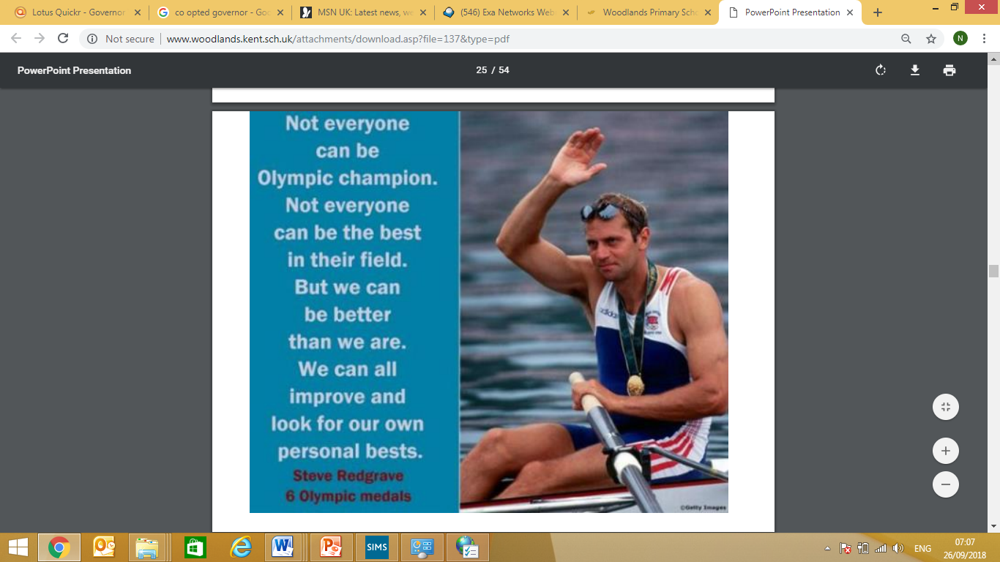 Lotus Quickr - Governor
co opted governor - Goo
MSN UK: Latest news, we
(546) Exa Networks Web
Woodlands Primary Scho
PowerPoint Presentation
Not secure
www.woodlands.kent.sch.uk/attachments/download.asp?file=137&type=pdf
N
PowerPoint Presentation
25 / 54
Not everyone
can be
Olympic champion.
Not everyone
can be the best
in their field.
But we can
be better
than we are.
We can all
improve and
look for our own
personal bests.
Steve Redgrave
6 Olympic medals
adidas
©Getty Images
SIMS
ENG
07:07
26/09/2018